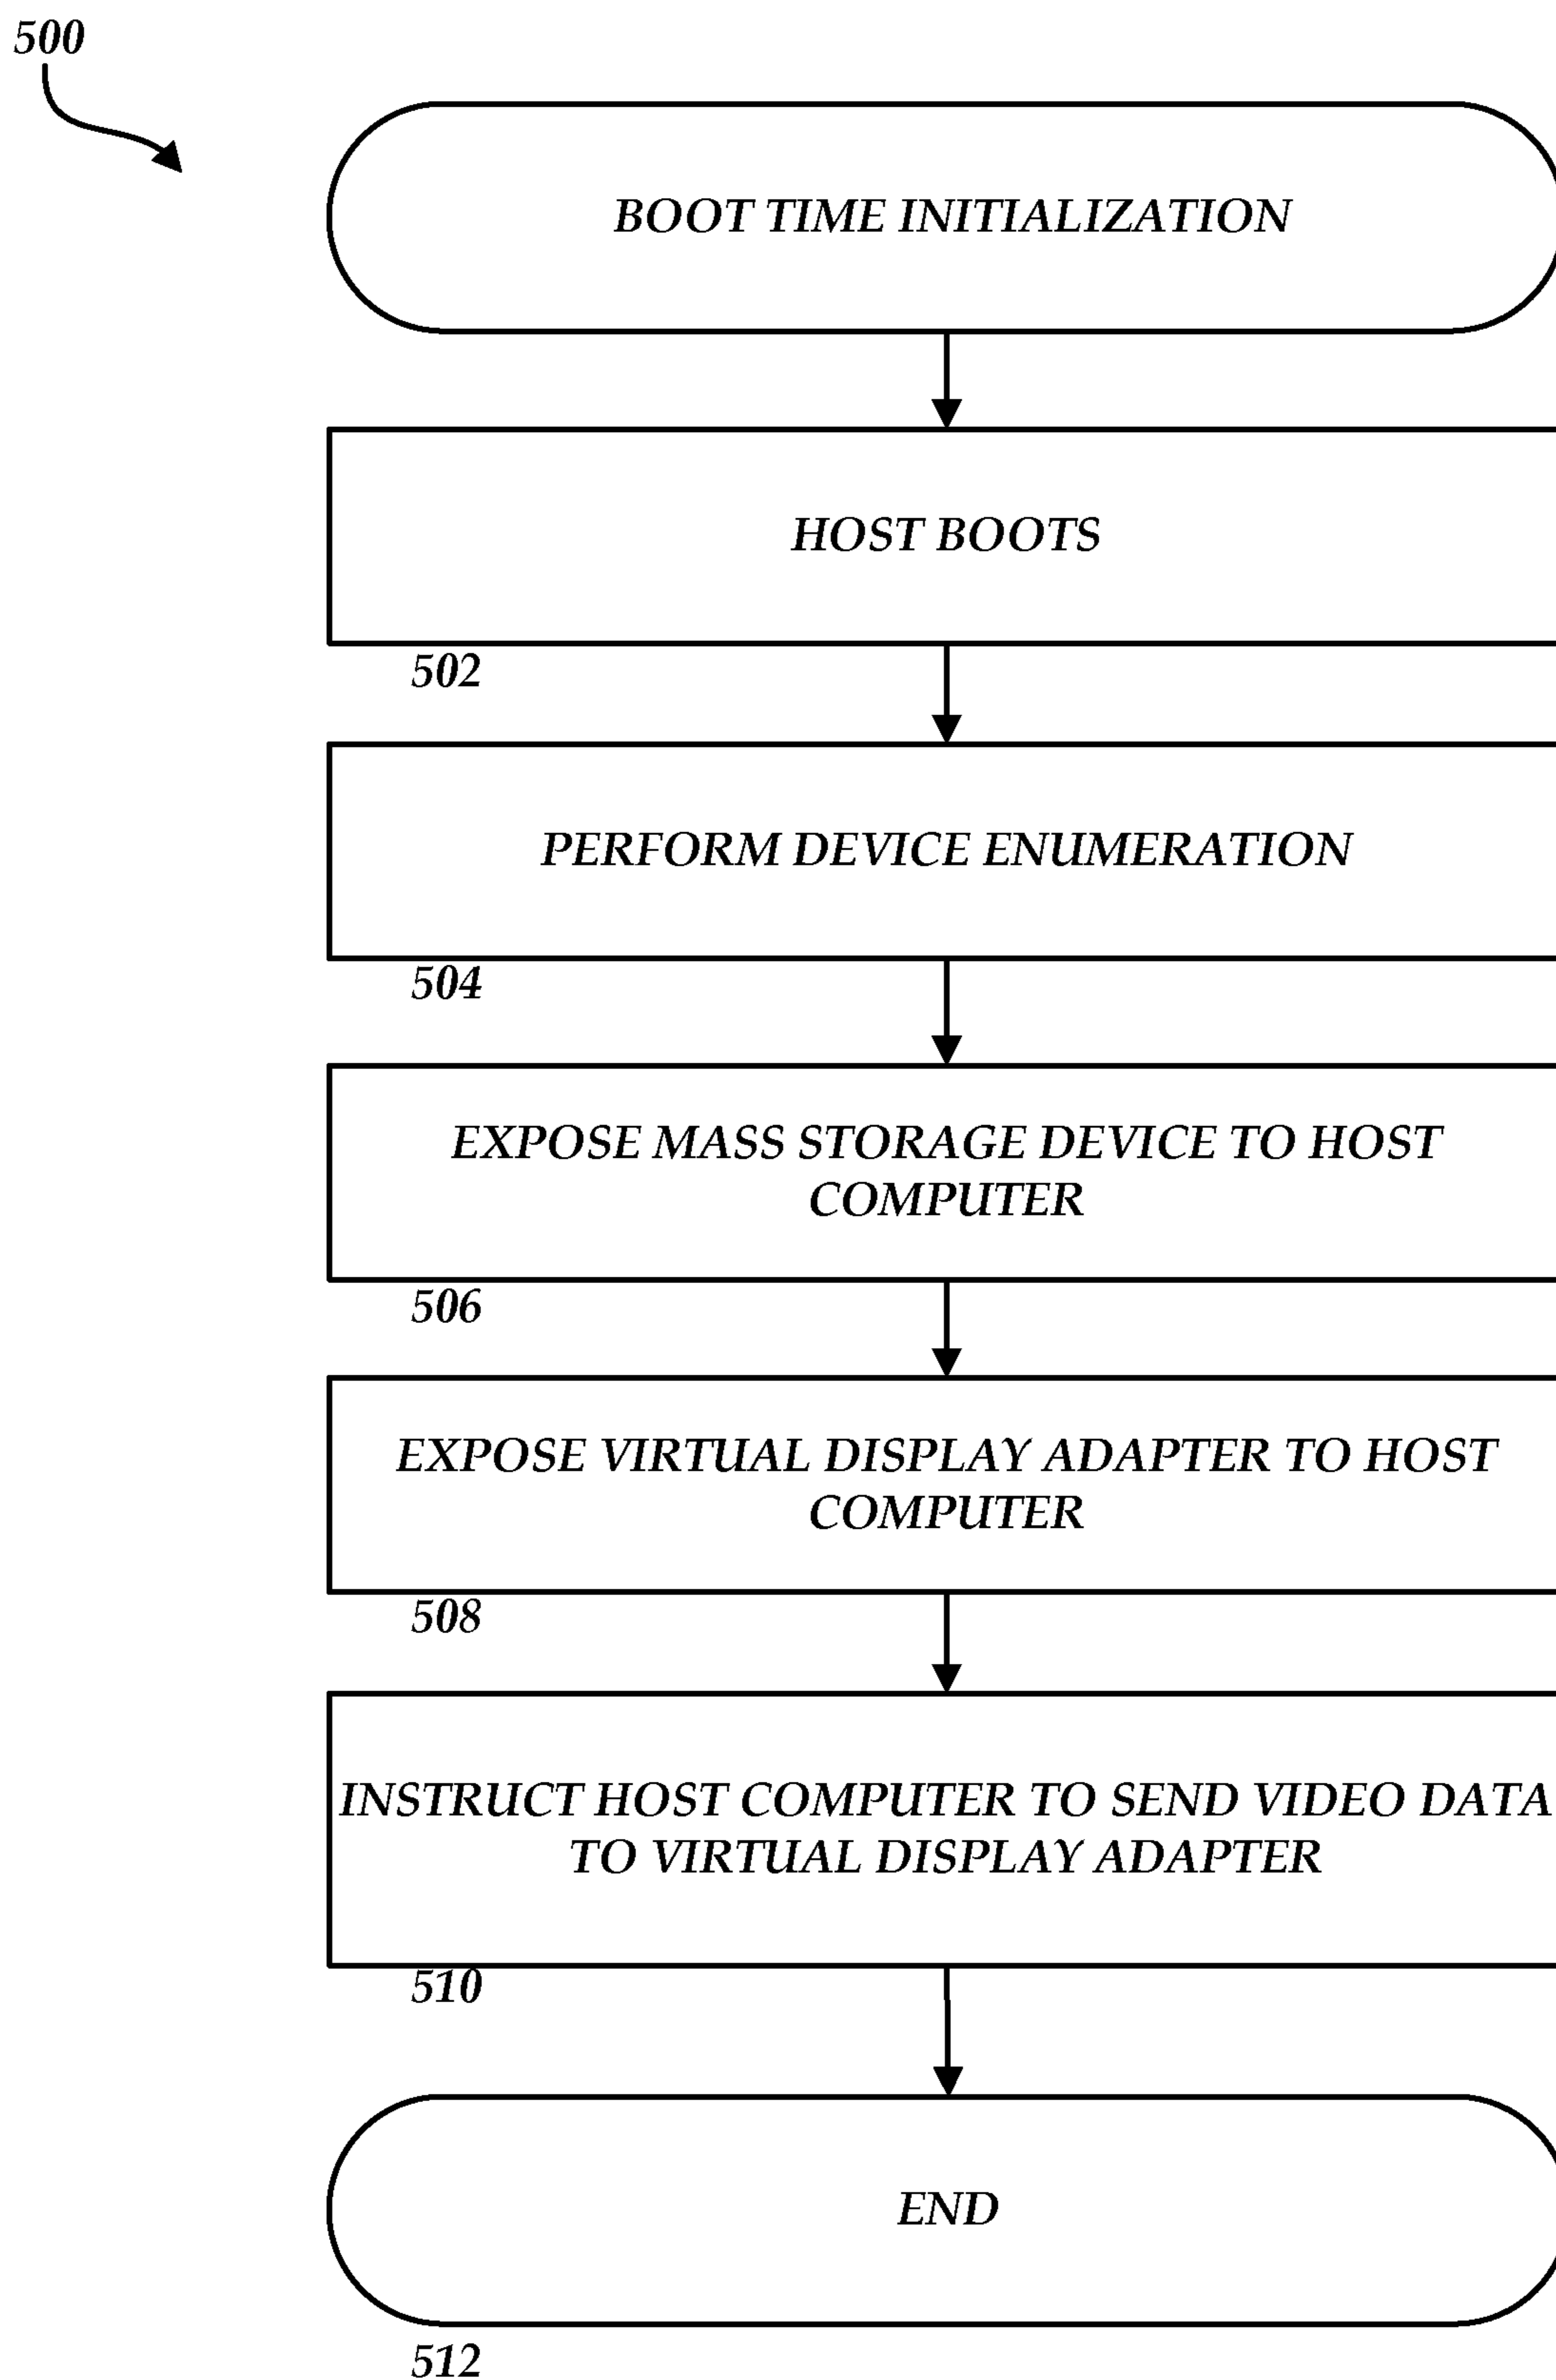 500
BOOT TIME INITIALIZATION
HOST BOOTS
502
PERFORM DEVICE ENUMERATION
504
EXPOSE MASS STORAGE DEVICE TO HOST
COMPUTER
506
EXPOSE VIRTUAL DISPLAY ADAPTER TO HOST
COMPUTER
508
INSTRUCT HOST COMPUTER TO SEND VIDEO DATA
TO VIRTUAL DISPLAY ADAPTER
510
END
512